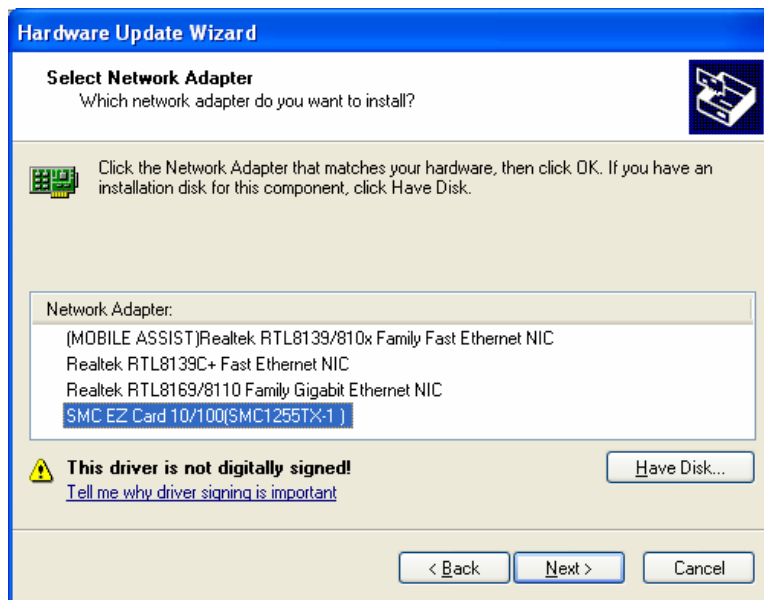 Hardware Update Wizard
Select Network Adapter
Which network adapter do you want to install?
Click the Network Adapter that matches your hardware, then click OK. If you have an
installation disk for this component, click Have Disk.
Network Adapter:
(MOBILE ASSIST)Realtek RTL8139/810x Family Fast Ethernet NIC
Realtek RTL8139C+ Fast Ethernet NIC
Realtek RTL8169/8110 Family Gigabit Ethernet NIC
SMC EZ Card 10/100(SMC1255TX-1 )
This driver is not digitally signed!
Have Disk...
Tell me why driver signing is important
< Back
Next >
Cancel